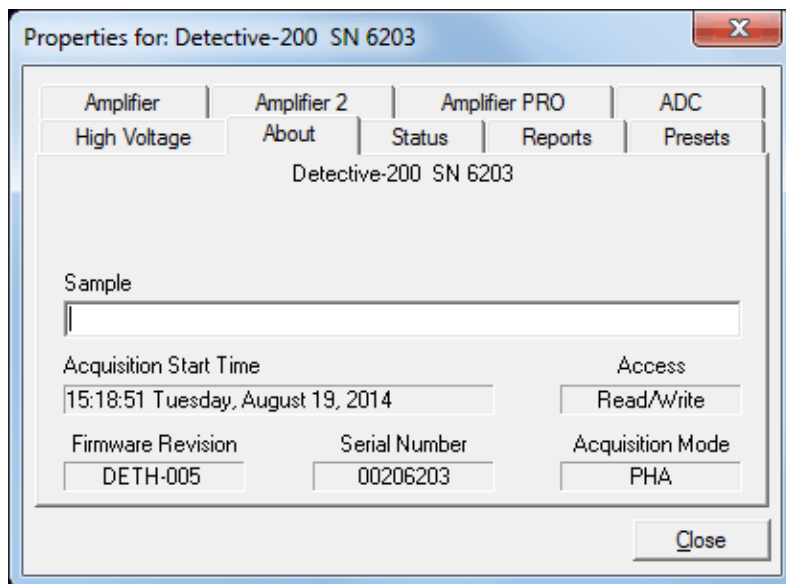 Properties for: Detective-200 SN 6203
X
Amplifier Amplifier 2 Amplifier PRO ADC
High Voltage About Status Reports Presets
Detective-200 SN 6203
Sample
Acquisition Start Time Access
15:18:51 Tuesday, August 19, 2014 Read/Write
Firmware Revision Serial Number Acquisition Mode
DETH-005 00206203 PHA
Close